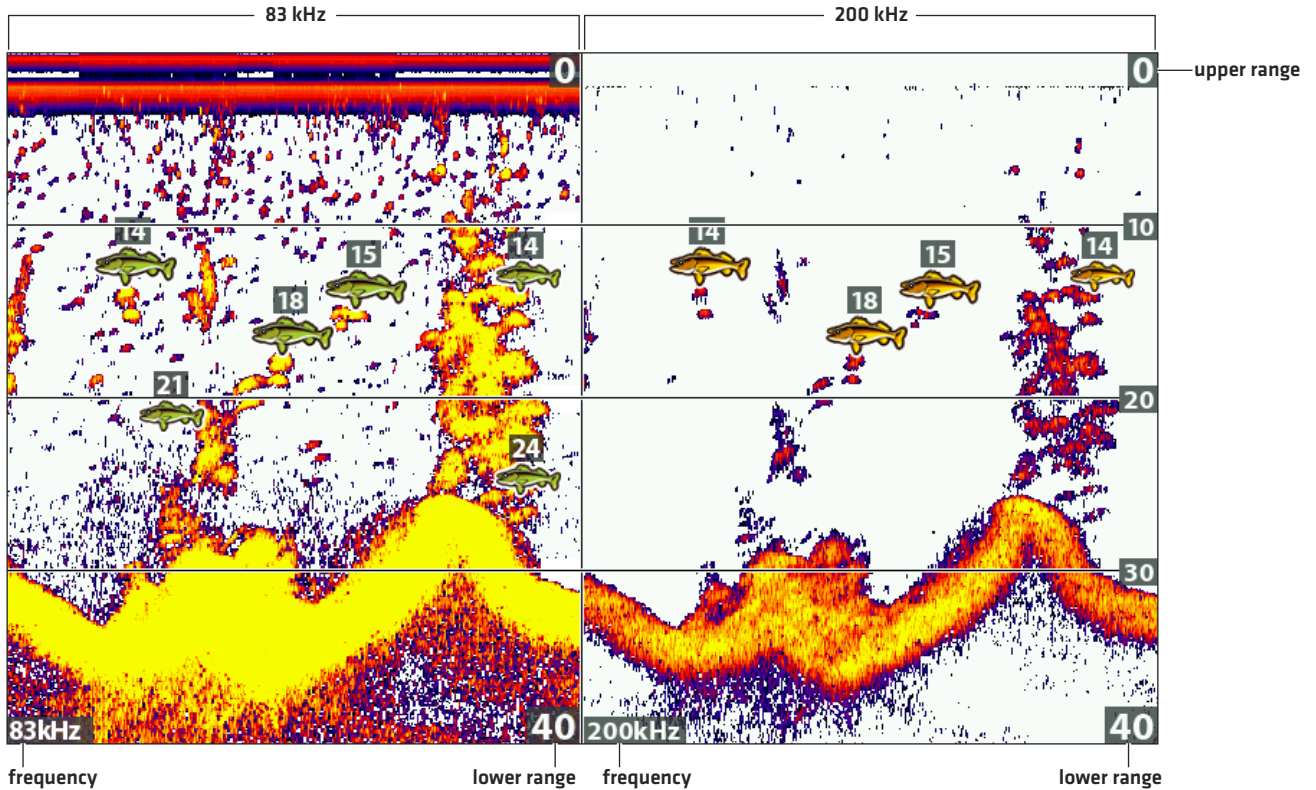 83 kHz
200 kHz
0
0
upper range
10
14
15
14
18
14
15
14
18
20
21
24
30
83kHz
40
200kHz
40
frequency
lower range
frequency
lower range